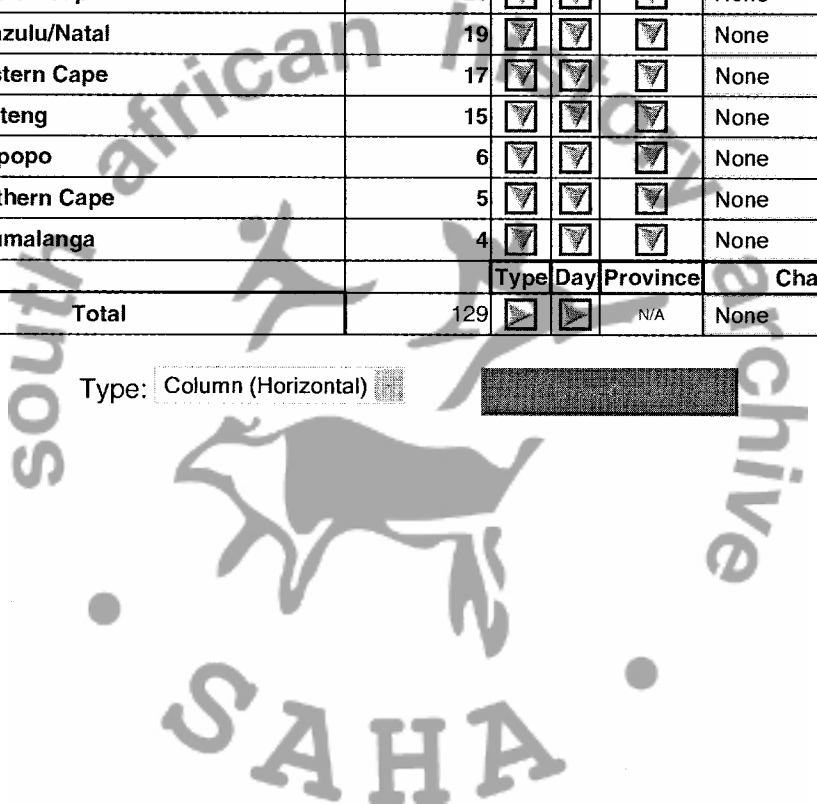 zulu/Natal 19 None
stern Cape 17 None
teng 15 None
popo 6 None
thern Cape 5 None
malanga 4 None
Type Day Province Cha
Total 129 N/A None
Type: Column (Horizontal)
south african history archive
SAHA